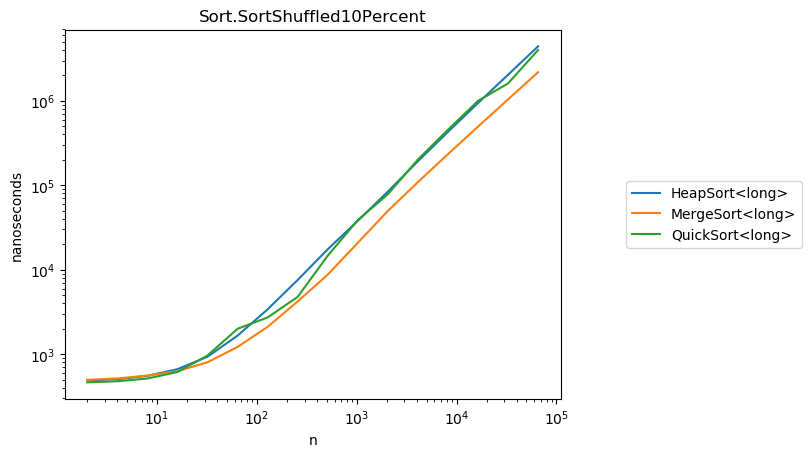 Sort.SortShuffled10Percent
nanoseconds
10^6
10^5
10^4
10^3
10^1
10^2
10^3
10^4
10^5
n
HeapSort<long>
MergeSort<long>
QuickSort<long>